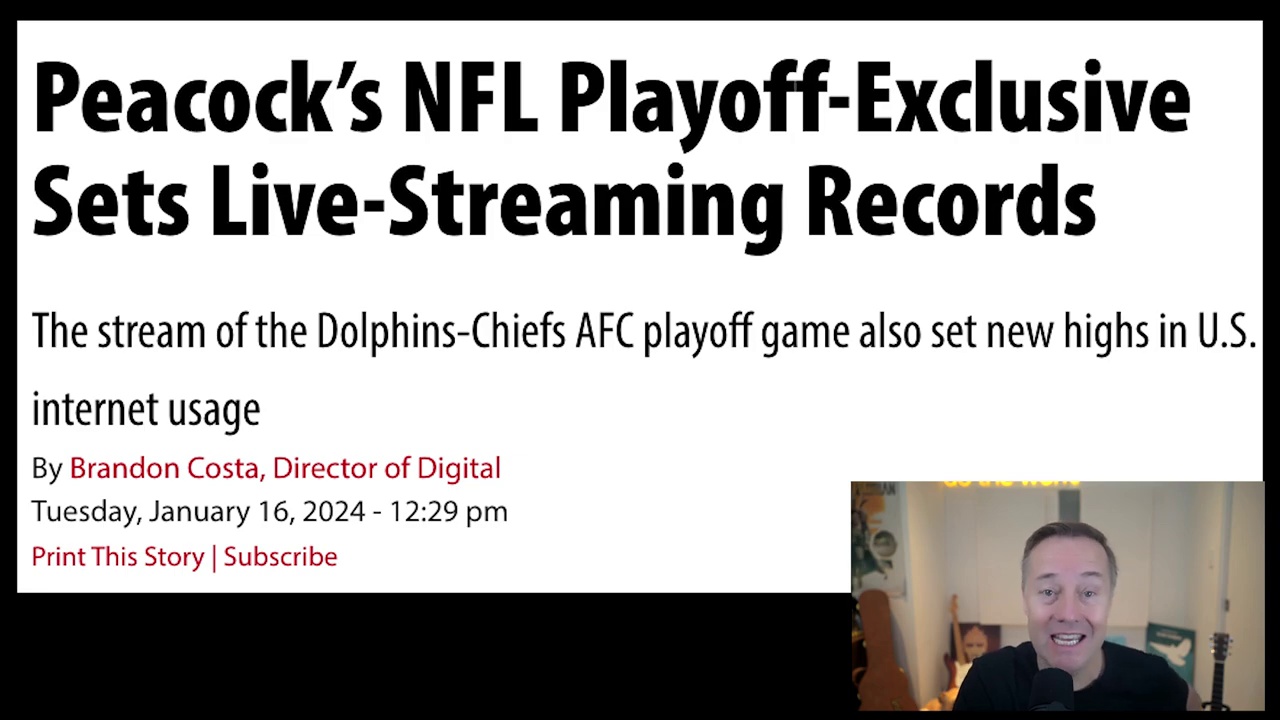 Peacock’s NFL Playoff-Exclusive
Sets Live-Streaming Records
The stream of the Dolphins-Chiefs AFC playoff game also set new highs in U.S.
internet usage
By Brandon Costa, Director of Digital
Tuesday, January 16, 2024 - 12:29 pm
Print This Story | Subscribe